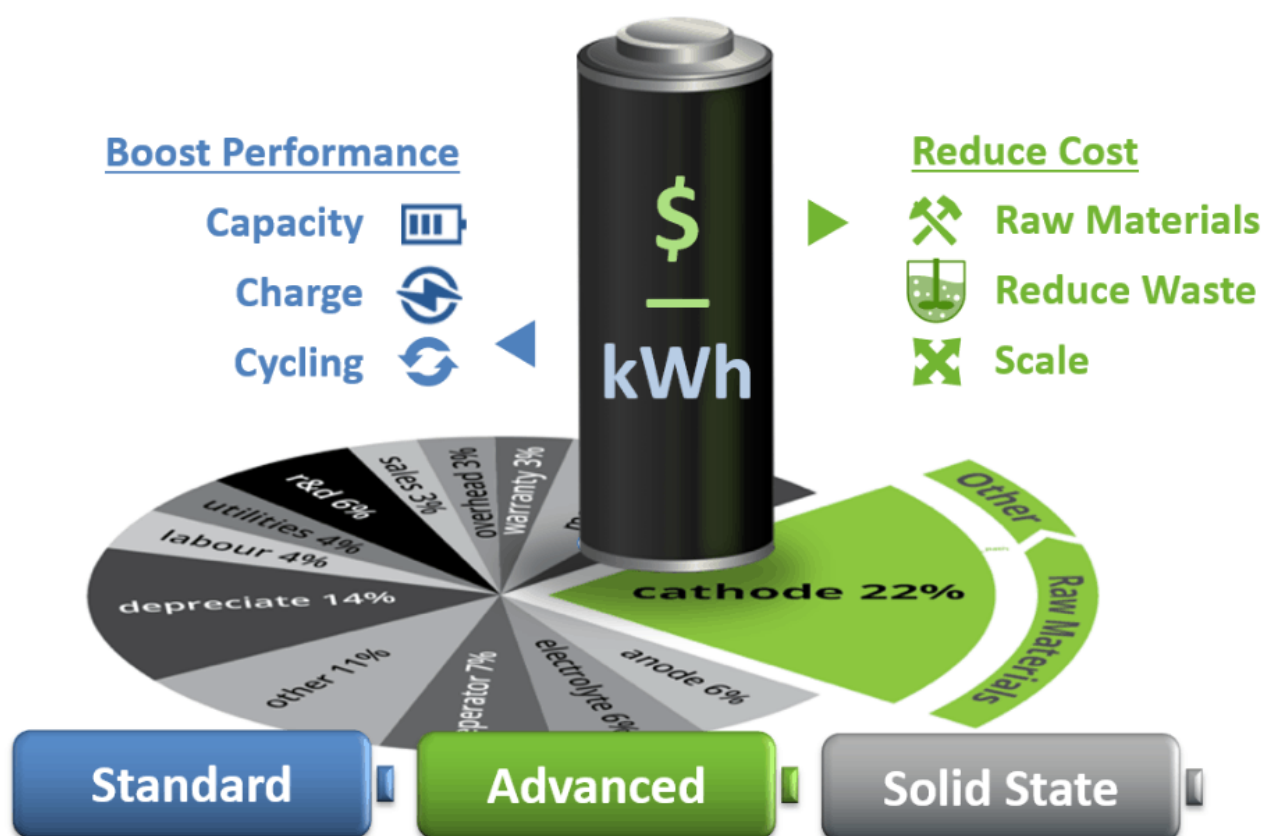 Boost Performance
Capacity
Charge
Cycling
$
kWh
Reduce Cost
Raw Materials
Reduce Waste
Scale
r&d 6%
sales 3%
overhead 3%
warranty 3%
utilities 4%
labour 4%
depreciate 14%
other 11%
7%
electrolyte 6%
anode 6%
cathode 22%
Other
Raw Materials
Standard
Advanced
Solid State